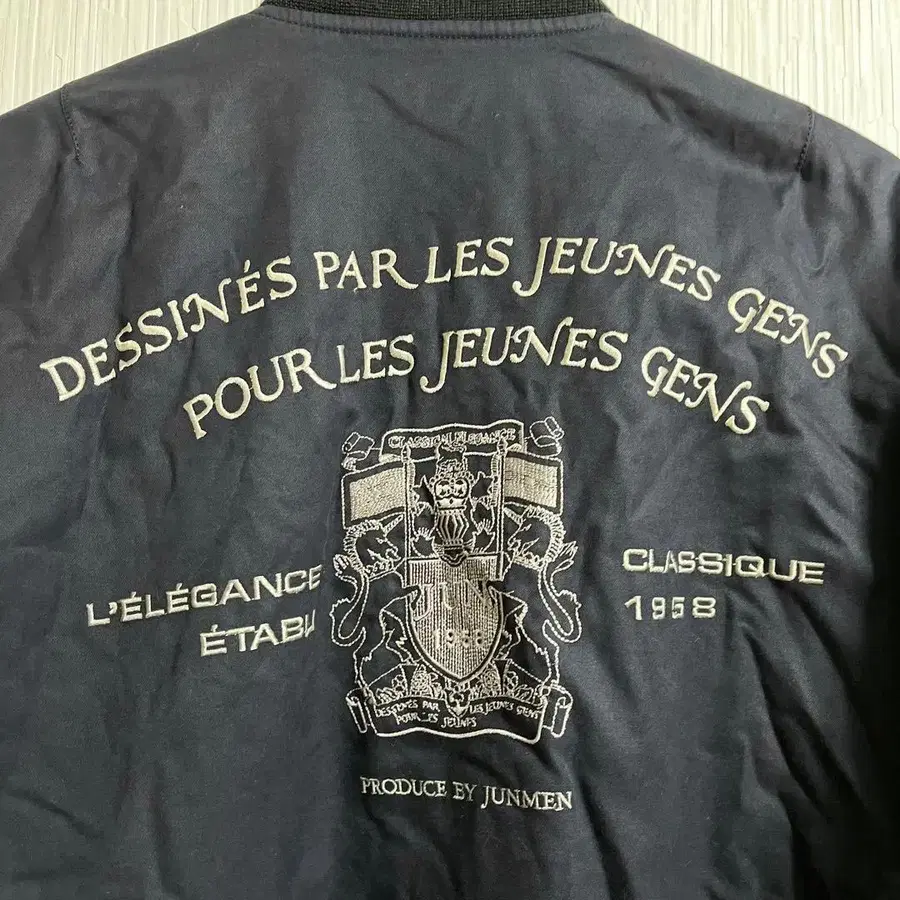 DESSINÉS PAR LES JEUNES GENS
POUR LES JEUNES GENS
CLASSICAL ELEGANCE
L'ÉLÉGANCE CLASSIQUE
ÉTABLI 1958
JUN
1958
DESSINÉS PAR LES JEUNES GENS
POUR LES JEUNES
PRODUCE BY JUNMEN